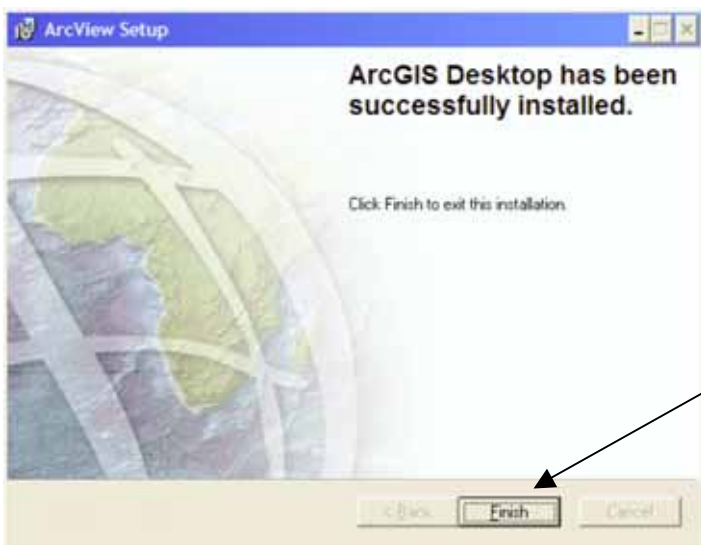 ArcView Setup
ArcGIS Desktop has been
successfully installed.
Click Finish to exit this installation.
< Back Finish Cancel